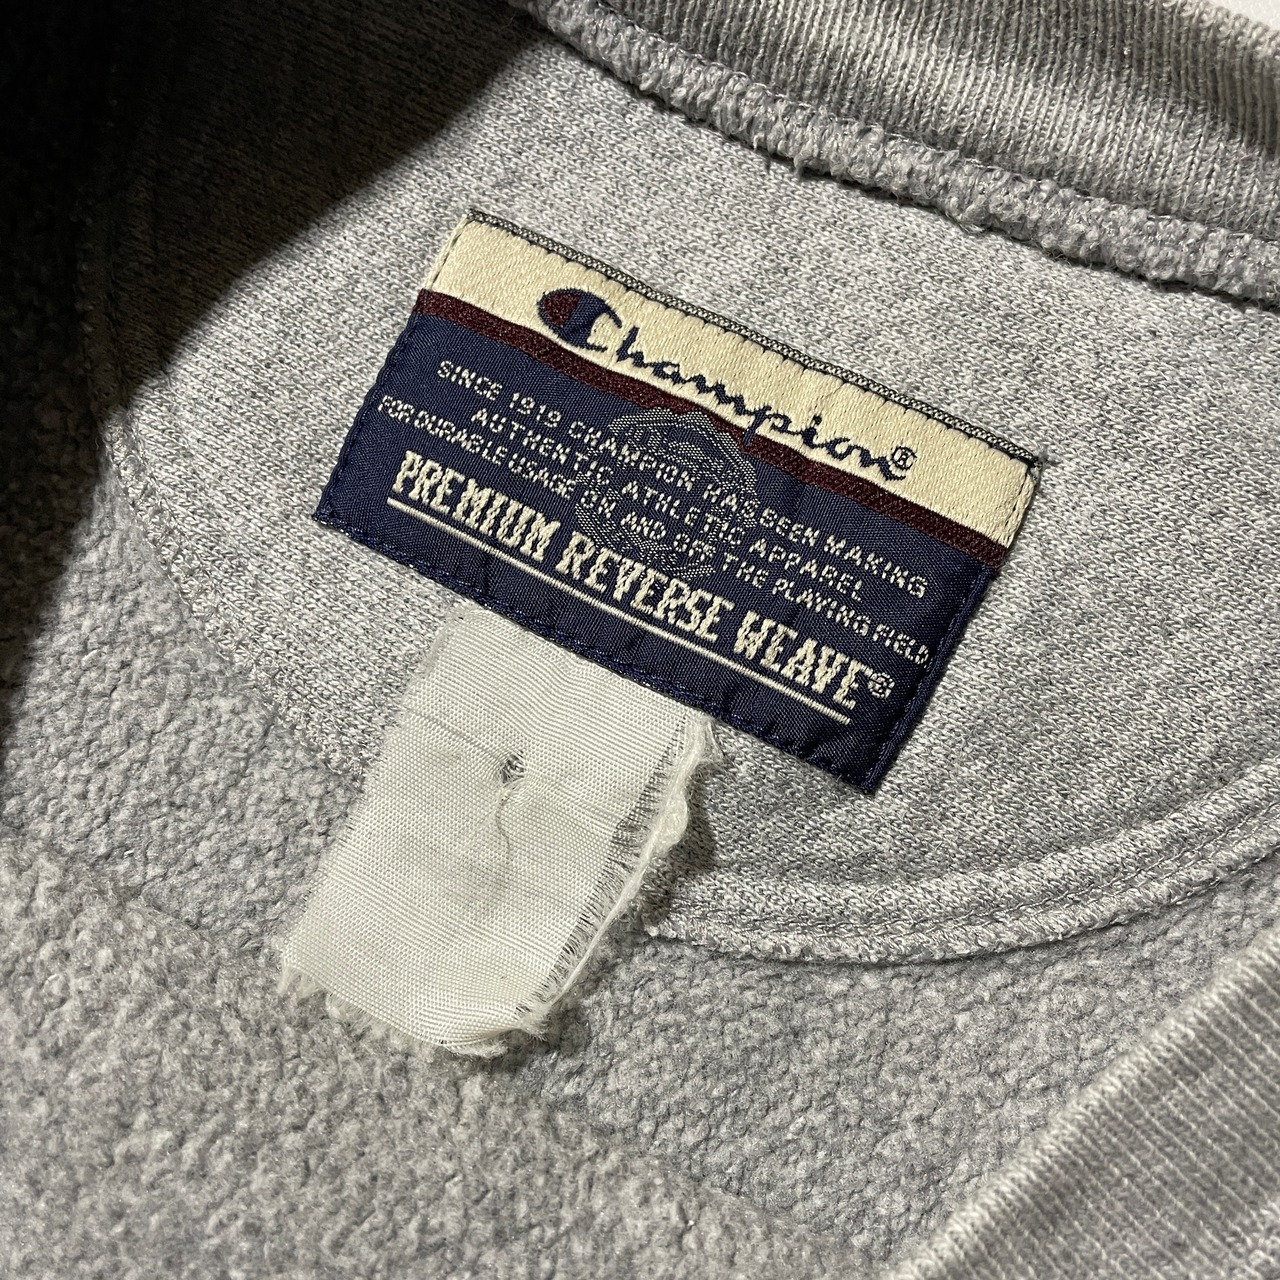 Champion®
SINCE 1919 CHAMPION HAS BEEN MAKING
AUTHENTIC ATHLETIC APPAREL
FOR DURABLE USAGE ON AND OFF THE PLAYING FIELD.
PREMIUM REVERSE WEAVE®